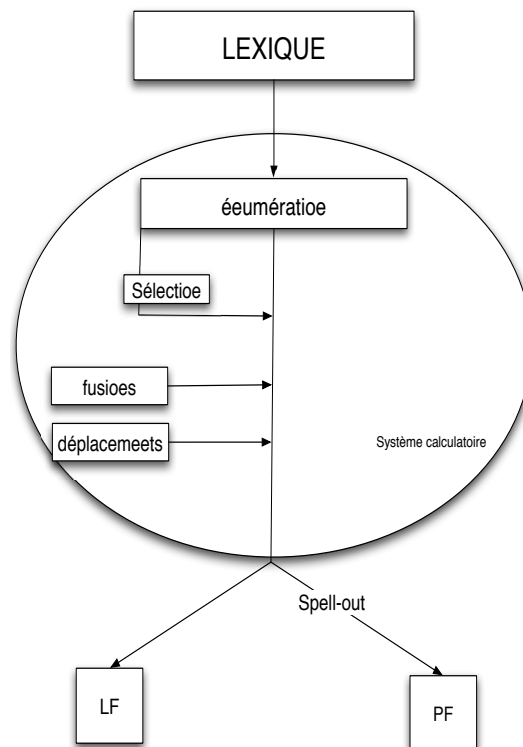 LEXIQUE
éeumératioe
Sélectioe
fusioes
déplacemeets
Système calculatoire
Spell-out
LF
PF